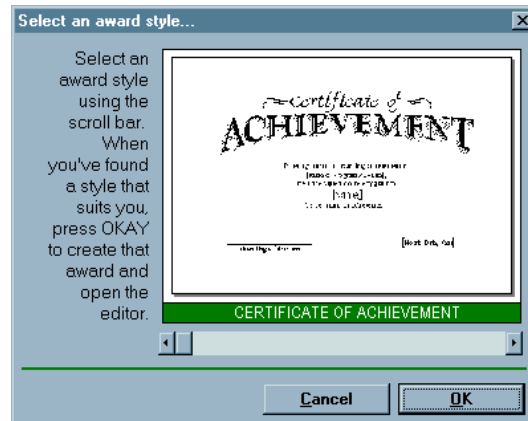 Select an award style...
Select an
award style
using the
scroll bar.
When
you've found
a style that
suits you,
press OKAY
to create that
award and
open the
editor.
Certificate of
ACHIEVEMENT
[Name]
CERTIFICATE OF ACHIEVEMENT
Cancel
OK